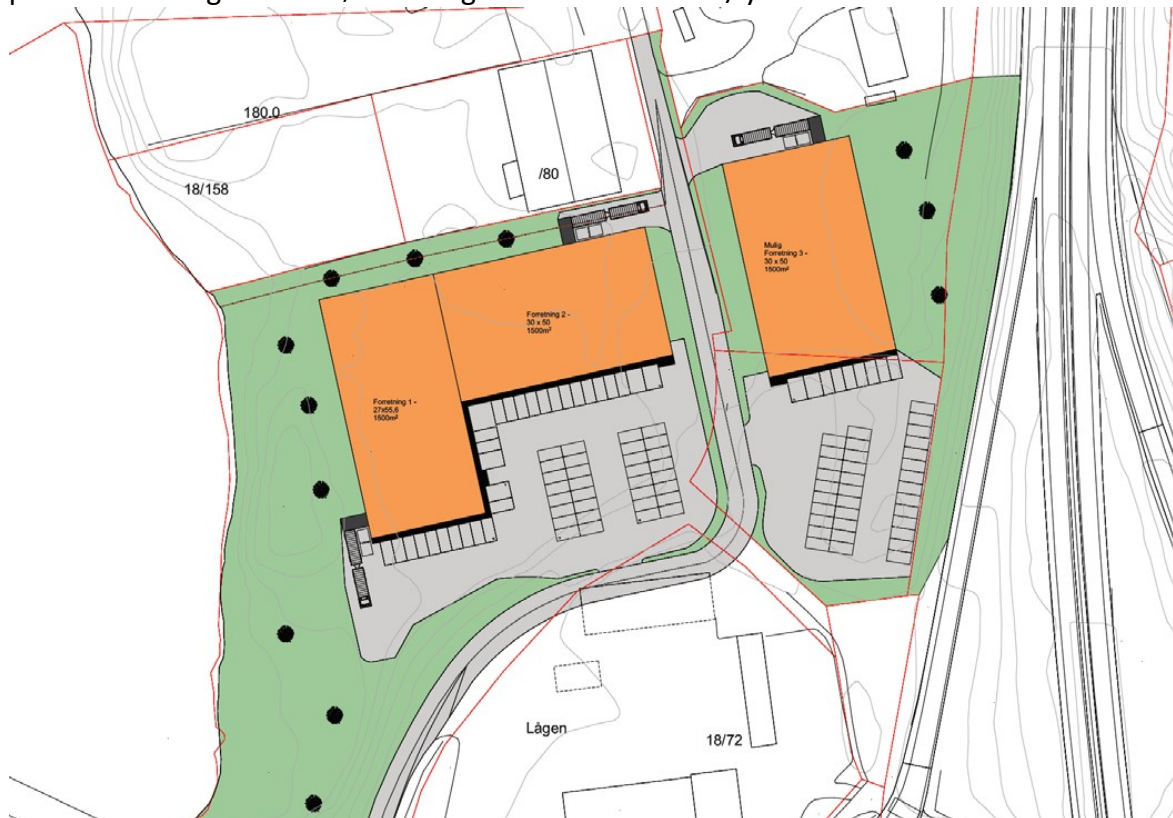 180.0
18/158
/80
Mulig
Forretning 3 -
30 x 50
1500m²
Forretning 2 -
30 x 50
1500m²
Forretning 1 -
27x55,6
1500m²
Lågen
18/72